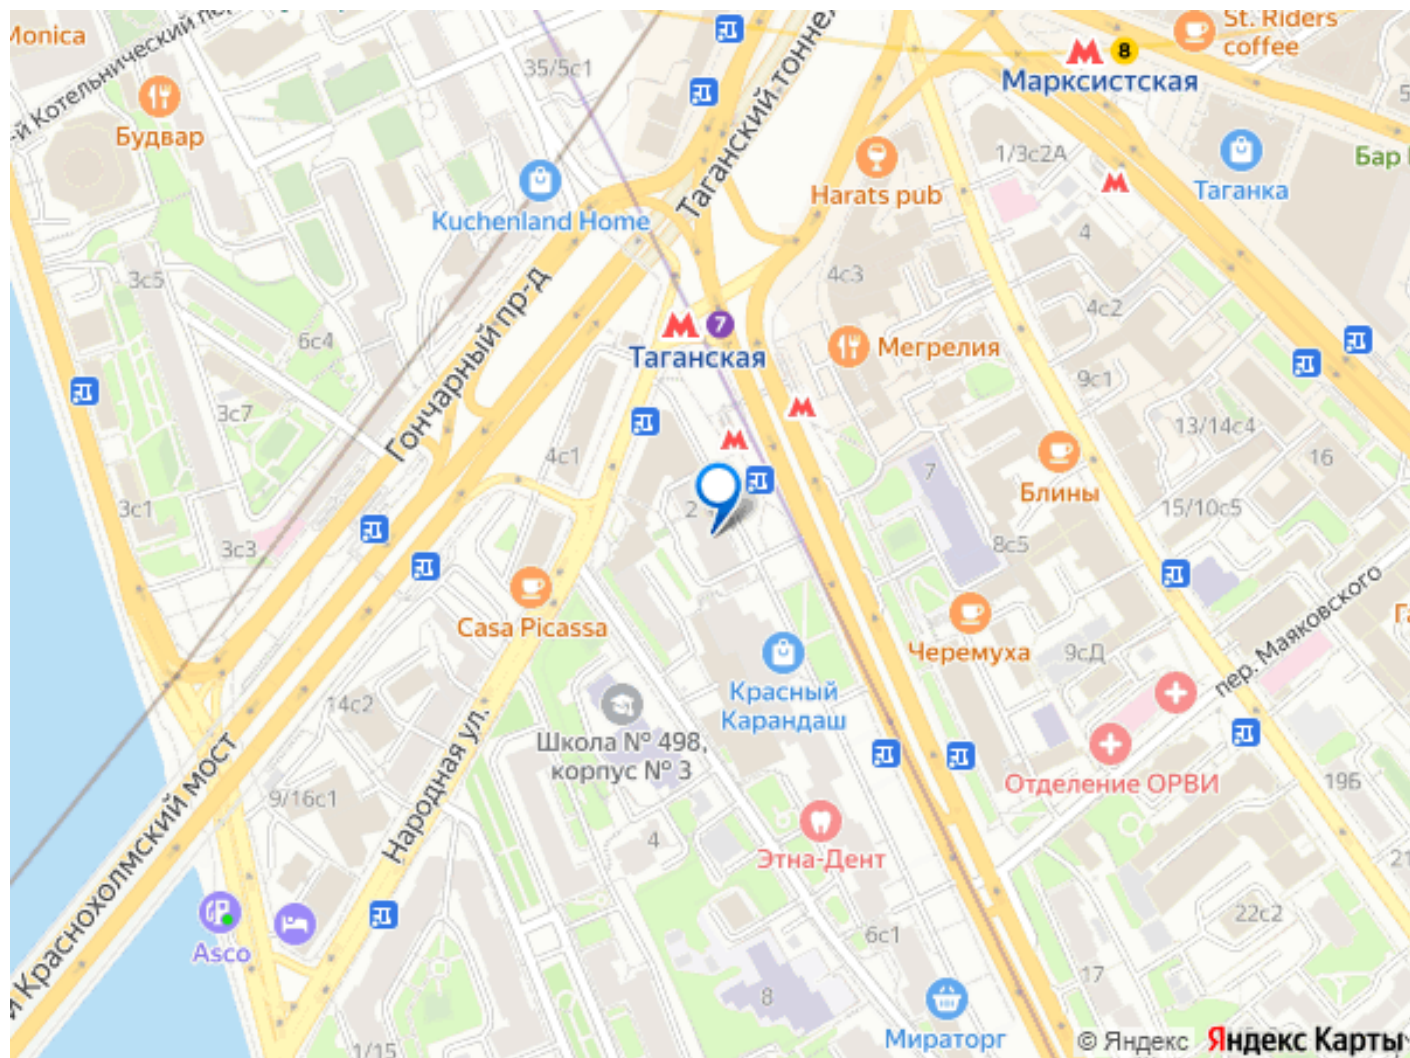 Monica
-й Котельнический пер
35/5с1
Таганский тоннел
St. Riders
coffee
8
Марксистская
Будвар
1/3с2А
Бар
Harats pub
Таганка
Kuchenland Home
4
3с5
Гончарный пр-д
4с3
4с2
6с4
7
Таганская
Мегрелия
9с1
3с7
13/14с4
4с1
7
16
Блины
3с1
2
15/10с5
3с3
8с5
Casa Picassa
пер. Маяковского
Черемуха
9сД
Га
14с2
Красный
Карандаш
Школа № 498,
корпус № 3
Народная ул.
Отделение ОРВИ
19Б
9/16с1
й Краснохолмский мост
4
Этна-Дент
21
22с2
6с1
Asco
17
8
Мираторг
1/15
© Яндекс
Яндекс Карты